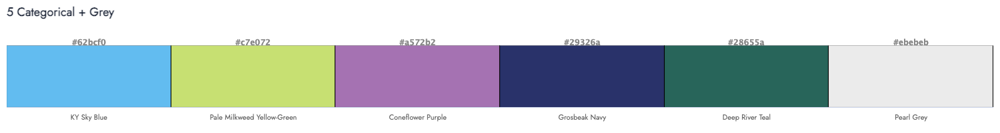 5 Categorical + Grey
#62bcf0 #c7e072 #a572b2 #29326a #28655a #ebebeb
KY Sky Blue Pale Milkweed Yellow-Green Coneflower Purple Grosbeak Navy Deep River Teal Pearl Grey